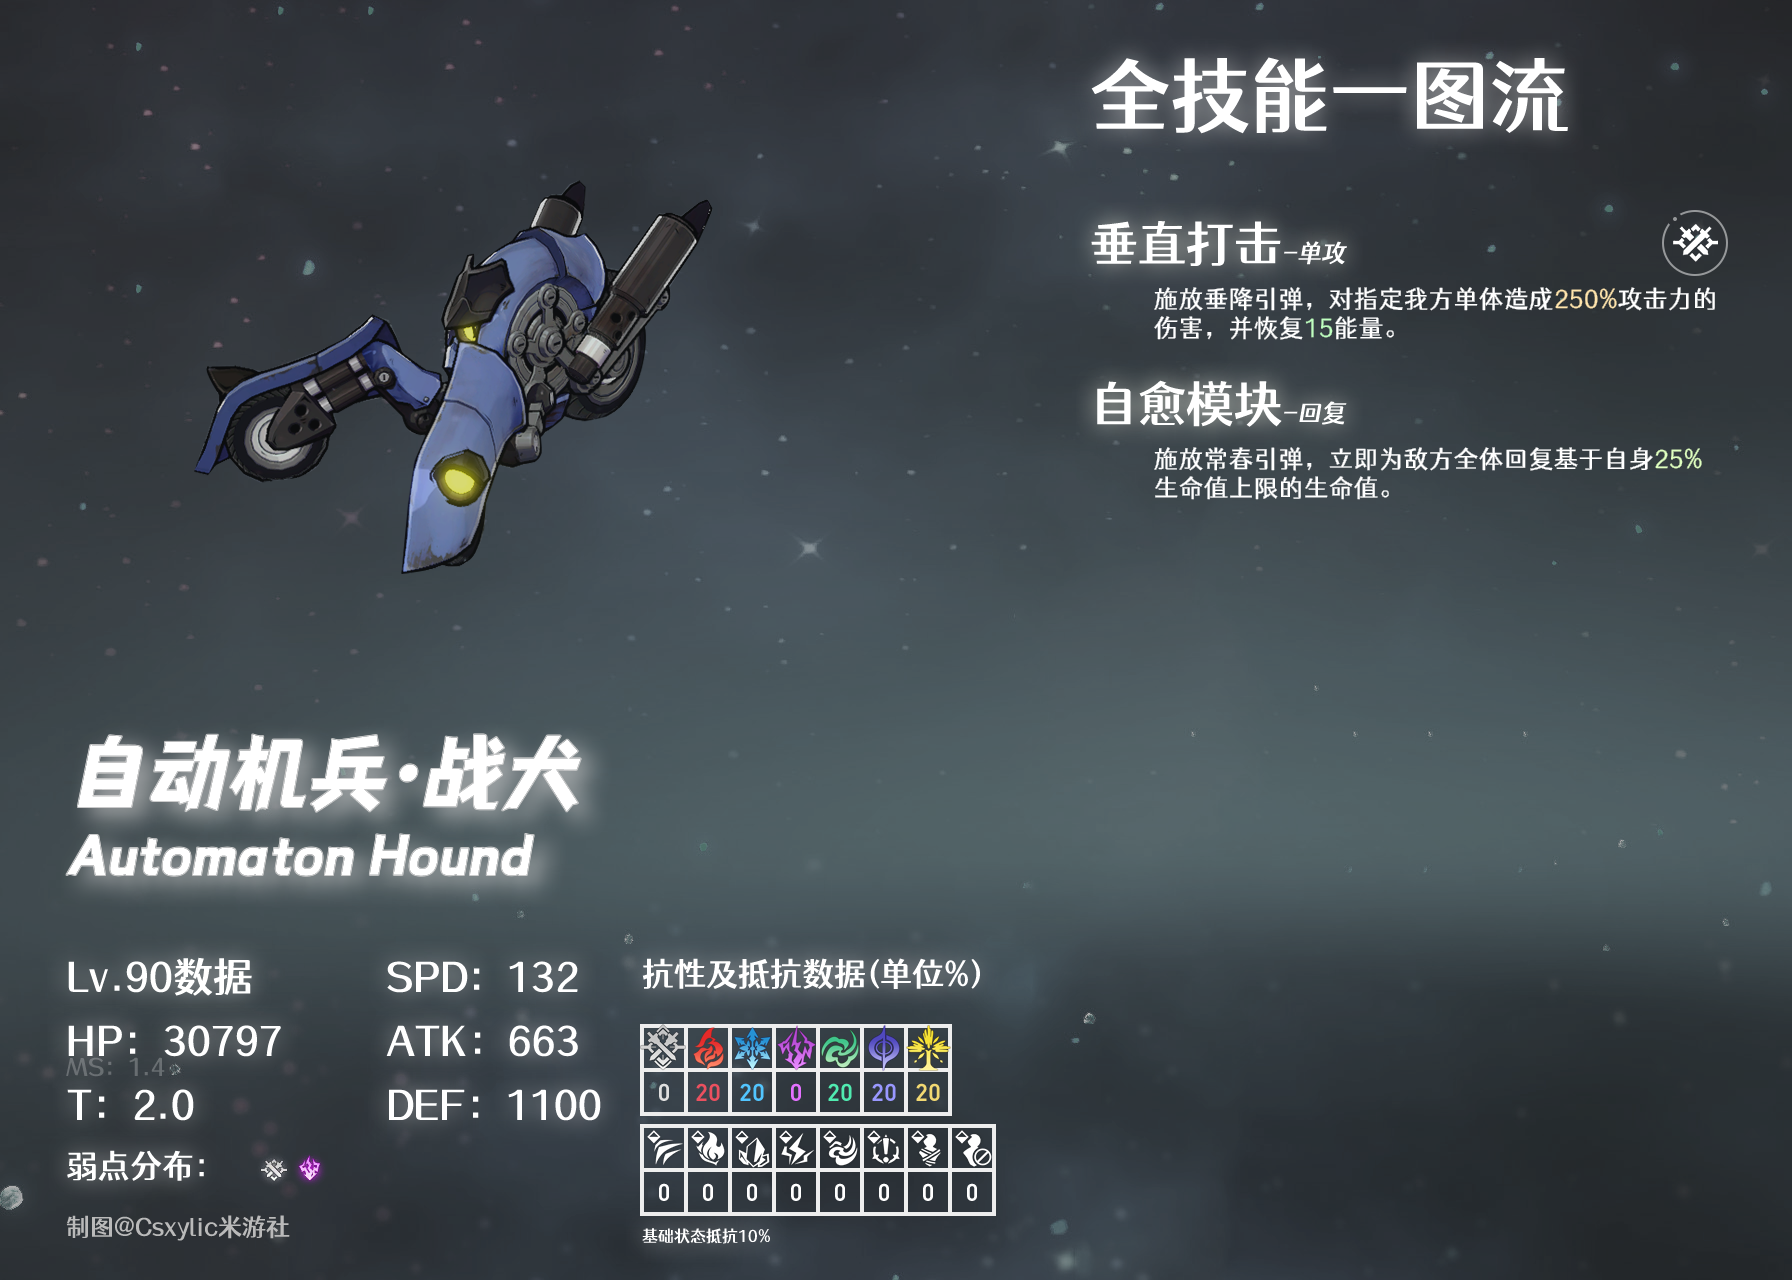 全技能一图流
垂直打击-单攻
施放垂降引弹，对指定我方单体造成250%攻击力的
伤害，并恢复15能量。
自愈模块-回复
施放常春引弹，立即为敌方全体回复基于自身25%
生命值上限的生命值。
自动机兵·战犬
Automaton Hound
Lv.90数据
SPD：132
HP：30797
ATK：663
MS：1.4
T：2.0
DEF：1100
弱点分布：
制图@Csxylic米游社
抗性及抵抗数据(单位%)
0 20 20 0 20 20 20
0 0 0 0 0 0 0 0
基础状态抵抗10%